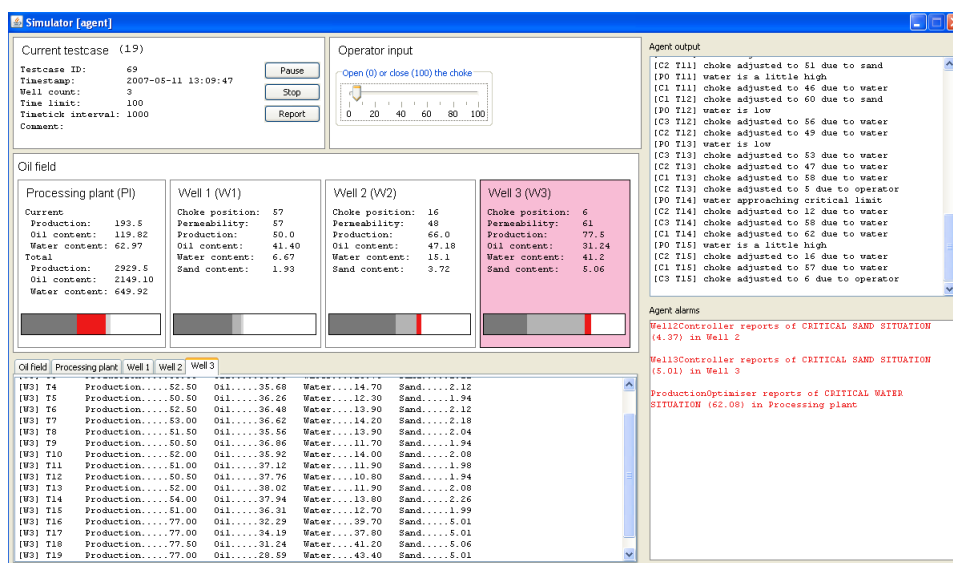 Simulator [agent]
Current testcase (19)
Testcase ID: 69
Timestamp: 2007-05-11 13:09:47
Well count: 3
Time limit: 100
Timetick interval: 1000
Comment:
Pause
Stop
Report
Operator input
Open (0) or close (100) the choke
0 20 40 60 80 100
Oil field
Processing plant (PI)
Current
Production: 193.5
Oil content: 119.82
Water content: 62.97
Total
Production: 2929.5
Oil content: 2149.10
Water content: 649.92
Well 1 (W1)
Choke position: 57
Permeability: 57
Production: 50.0
Oil content: 41.40
Water content: 6.67
Sand content: 1.93
Well 2 (W2)
Choke position: 16
Permeability: 48
Production: 66.0
Oil content: 47.18
Water content: 15.1
Sand content: 3.72
Well 3 (W3)
Choke position: 6
Permeability: 61
Production: 77.5
Oil content: 31.24
Water content: 41.2
Sand content: 5.06
Oil field Processing plant Well 1 Well 2 Well 3
[W3] T4 Production.....52.50 Oil.....35.68 Water....14.70 Sand....2.12
[W3] T5 Production.....50.50 Oil.....36.26 Water....12.30 Sand....1.94
[W3] T6 Production.....52.50 Oil.....36.48 Water....13.90 Sand....2.12
[W3] T7 Production.....53.00 Oil.....36.62 Water....14.20 Sand....2.18
[W3] T8 Production.....51.50 Oil.....35.56 Water....13.90 Sand....2.04
[W3] T9 Production.....50.50 Oil.....36.86 Water....11.70 Sand....1.94
[W3] T10 Production.....52.00 Oil.....35.92 Water....14.00 Sand....2.08
[W3] T11 Production.....51.00 Oil.....37.12 Water....11.90 Sand....1.98
[W3] T12 Production.....50.50 Oil.....37.76 Water....10.80 Sand....1.94
[W3] T13 Production.....52.00 Oil.....38.02 Water....11.90 Sand....2.08
[W3] T14 Production.....54.00 Oil.....37.94 Water....13.80 Sand....2.26
[W3] T15 Production.....51.00 Oil.....36.31 Water....12.70 Sand....1.99
[W3] T16 Production.....77.00 Oil.....32.29 Water....39.70 Sand....5.01
[W3] T17 Production.....77.00 Oil.....34.19 Water....37.80 Sand....5.01
[W3] T18 Production.....77.50 Oil.....31.24 Water....41.20 Sand....5.06
[W3] T19 Production.....77.00 Oil.....28.59 Water....43.40 Sand....5.01
Agent output
[C2 T11] choke adjusted to 51 due to sand
[PO T11] water is a little high
[C1 T11] choke adjusted to 46 due to water
[C1 T12] choke adjusted to 60 due to sand
[PO T12] water is low
[C3 T12] choke adjusted to 56 due to water
[C2 T12] choke adjusted to 49 due to water
[PO T13] water is low
[C3 T13] choke adjusted to 53 due to water
[C2 T13] choke adjusted to 47 due to water
[C1 T13] choke adjusted to 58 due to water
[C2 T13] choke adjusted to 5 due to operator
[PO T14] water approaching critical limit
[C2 T14] choke adjusted to 12 due to water
[C3 T14] choke adjusted to 58 due to water
[C1 T14] choke adjusted to 62 due to water
[PO T15] water is a little high
[C2 T15] choke adjusted to 16 due to water
[C1 T15] choke adjusted to 57 due to water
[C3 T15] choke adjusted to 6 due to operator
Agent alarms
Well2Controller reports of CRITICAL SAND SITUATION
(4.37) in Well 2
Well3Controller reports of CRITICAL SAND SITUATION
(5.01) in Well 3
ProductionOptimiser reports of CRITICAL WATER
SITUATION (62.08) in Processing plant